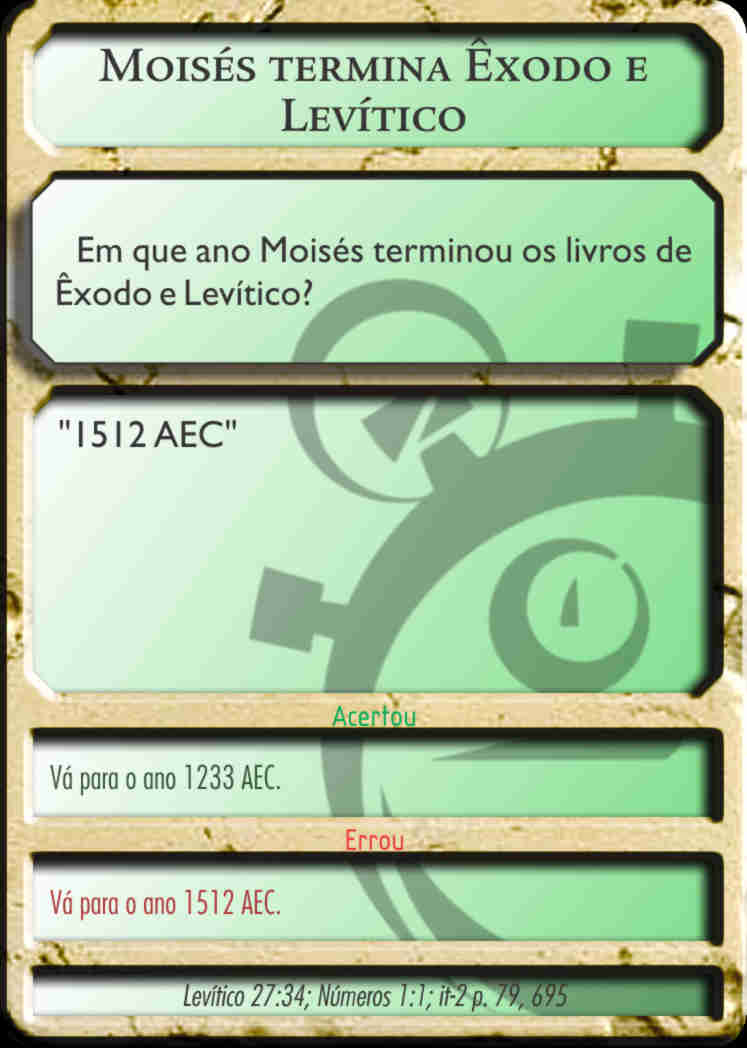 Moisés termina Êxodo e
Levítico
Em que ano Moisés terminou os livros de
Êxodo e Levítico?
"1512 AEC"
Acertou
Vá para o ano 1233 AEC.
Errou
Vá para o ano 1512 AEC.
Levítico 27:34; Números 1:1; it-2 p. 79, 695